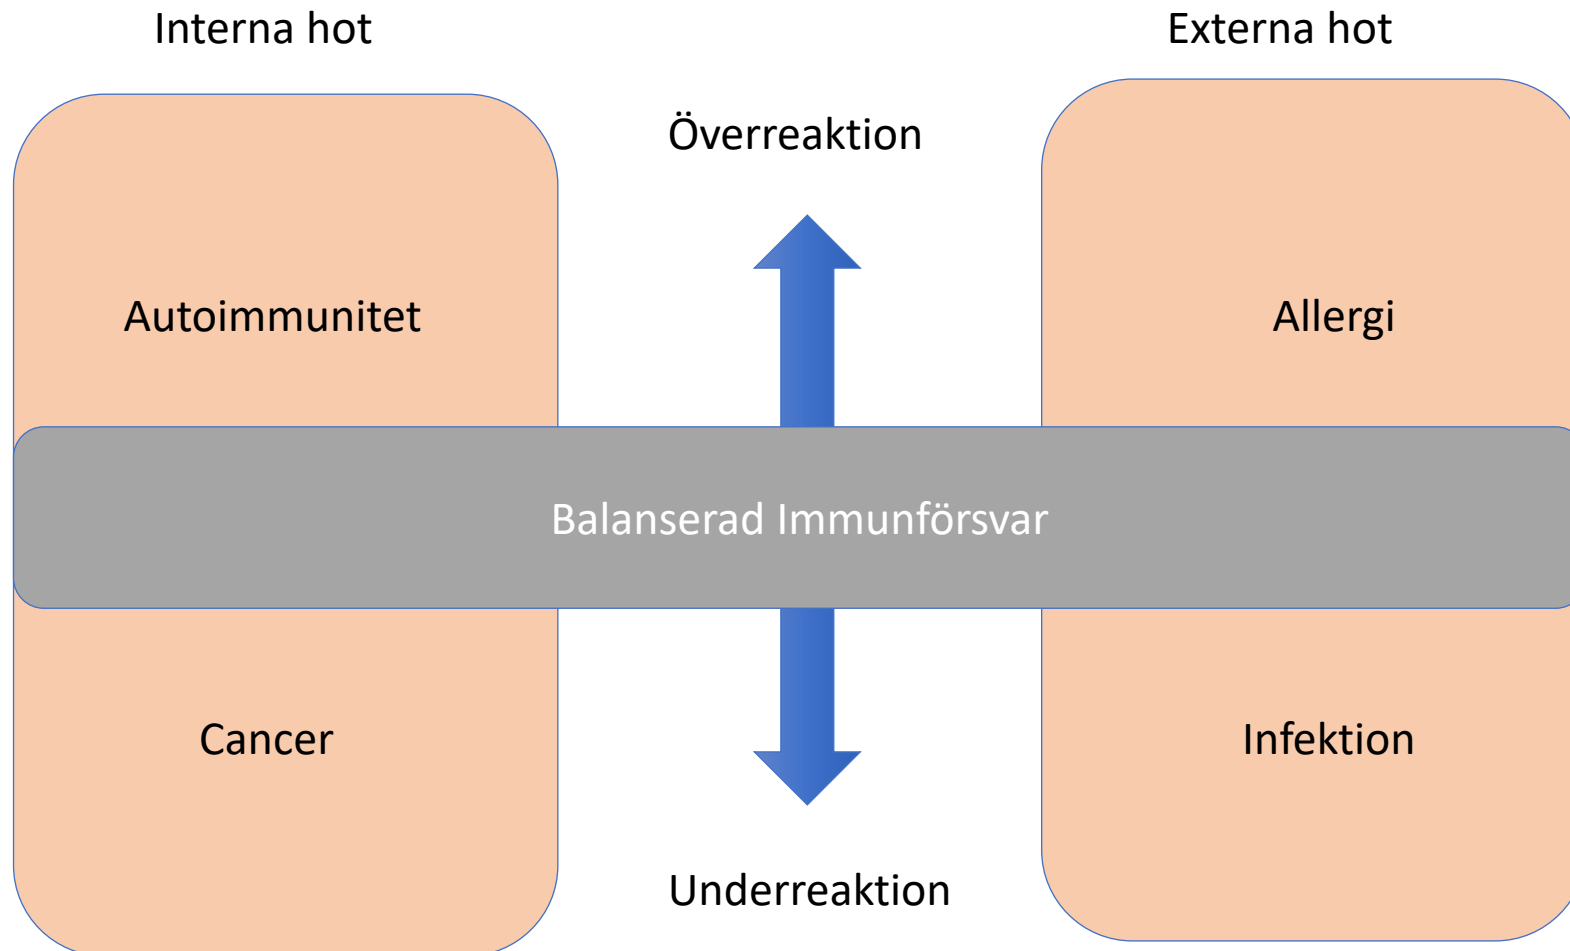 Interna hot
Externa hot
Överreaktion
Autoimmunitet
Allergi
Balanserad Immunförsvar
Cancer
Infektion
Underreaktion